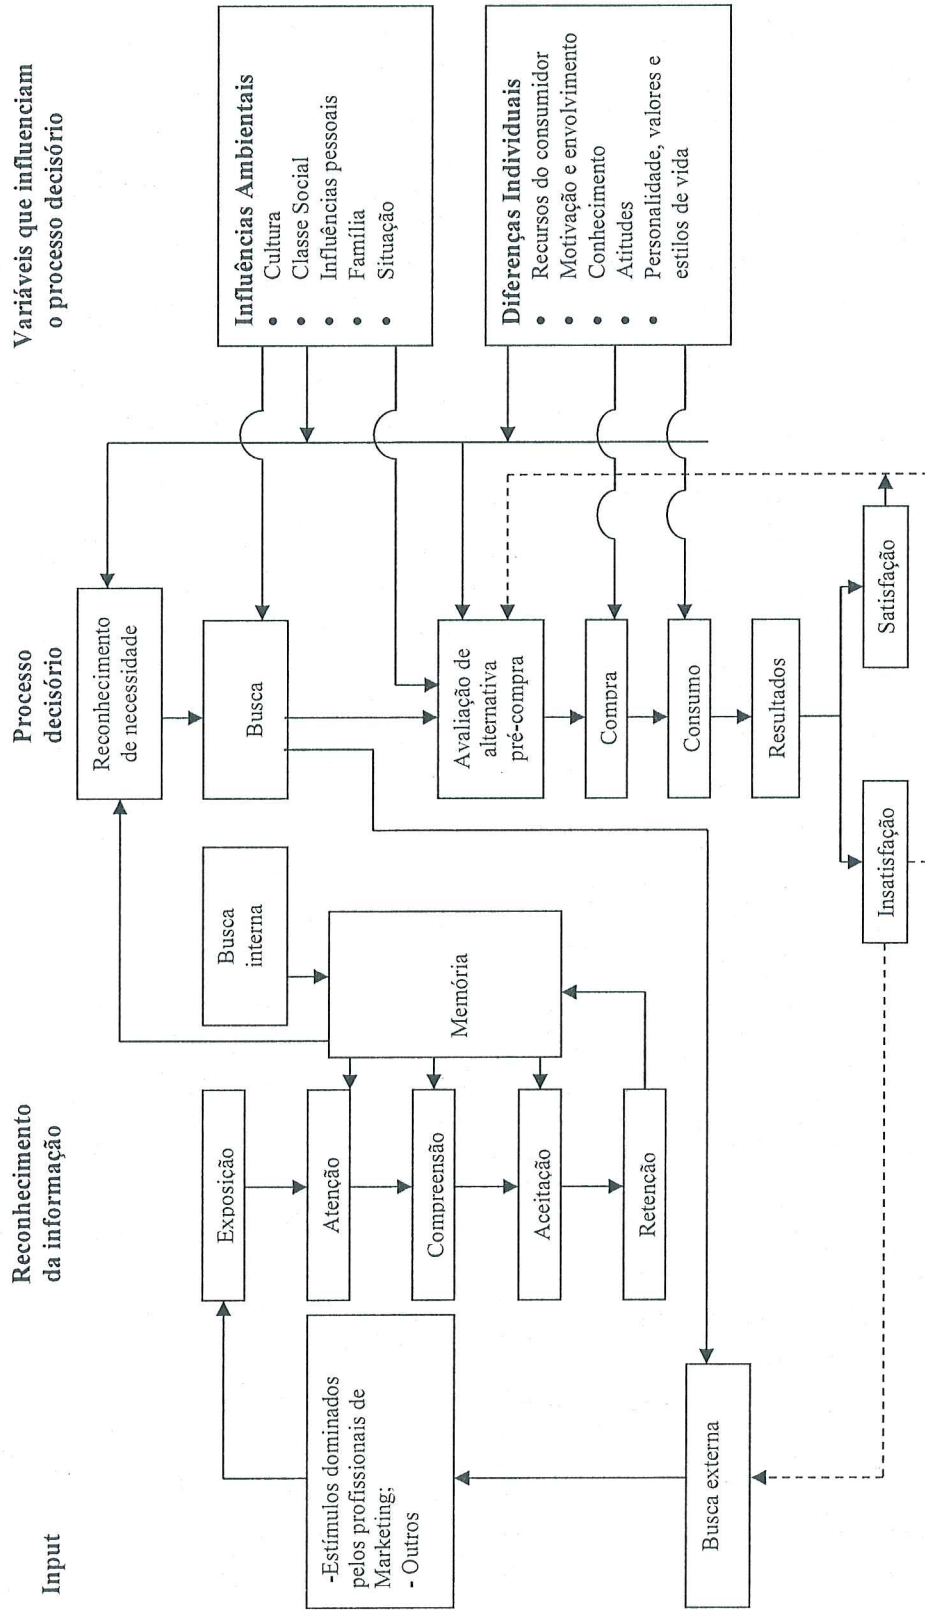 Input
Reconhecimento
da informação
Processo
decisório
Variáveis que influenciam
o processo decisório
-Estímulos dominados
pelos profissionais de
Marketing;
- Outros
Busca externa
Exposição
Atenção
Compreensão
Aceitação
Retenção
Busca
interna
Memória
Reconhecimento
de necessidade
Busca
Avaliação de
alternativa
pré-compra
Compra
Consumo
Resultados
Insatisfação
Satisfação
Influências Ambientais
• Cultura
• Classe Social
• Influências pessoais
• Família
• Situação
Diferenças Individuais
• Recursos do consumidor
• Motivação e envolvimento
• Conhecimento
• Atitudes
• Personalidade, valores e
estilos de vida